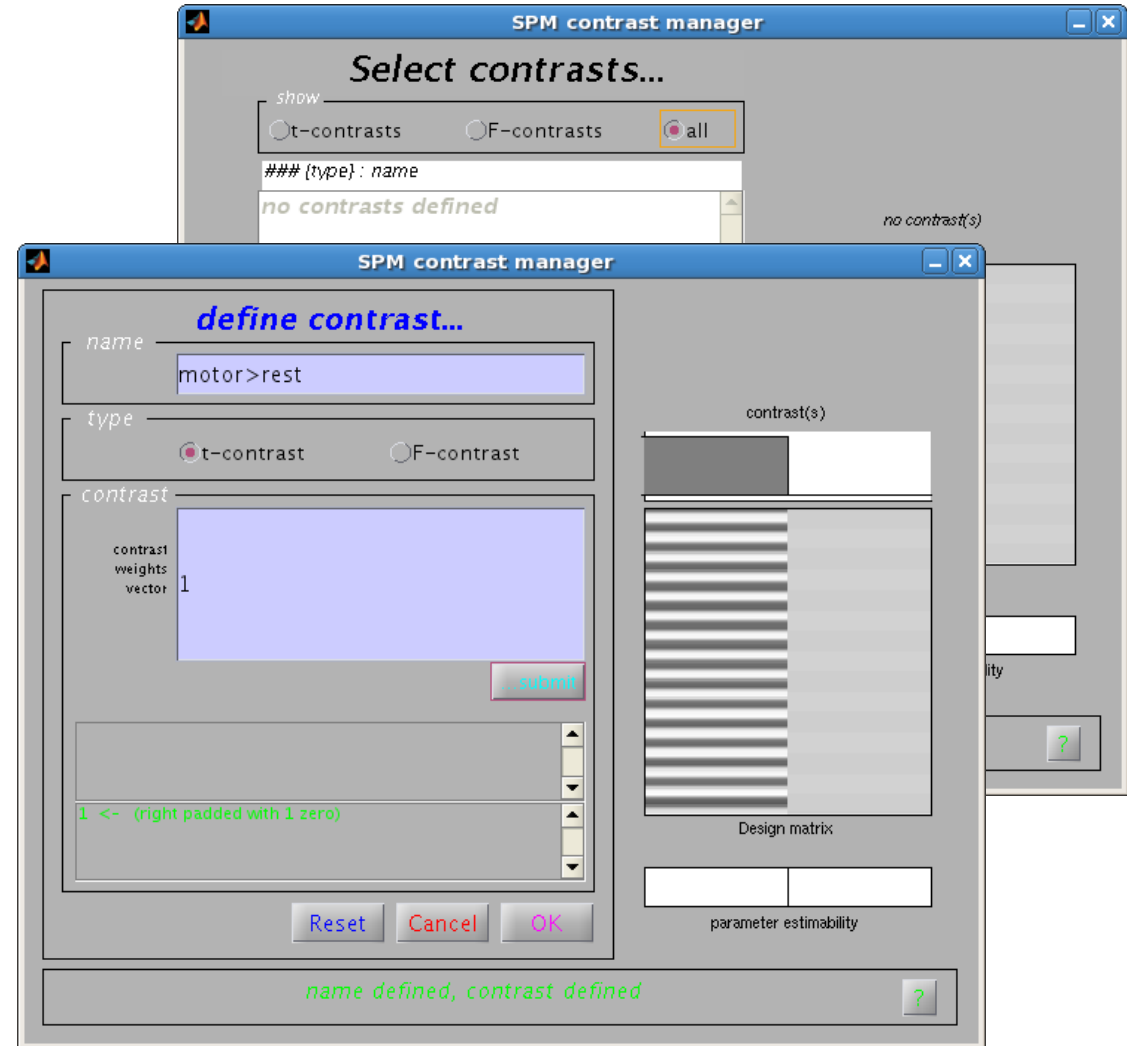 SPM contrast manager
Select contrasts...
show
t-contrasts F-contrasts all
### {type} : name
no contrasts defined
no contrast(s)
SPM contrast manager
define contrast...
name
motor>rest
type
t-contrast F-contrast
contrast
contrast
weights
vector
1
...submit
1 <- (right padded with 1 zero)
Reset Cancel OK
name defined, contrast defined
?
contrast(s)
Design matrix
parameter estimability
ity
?